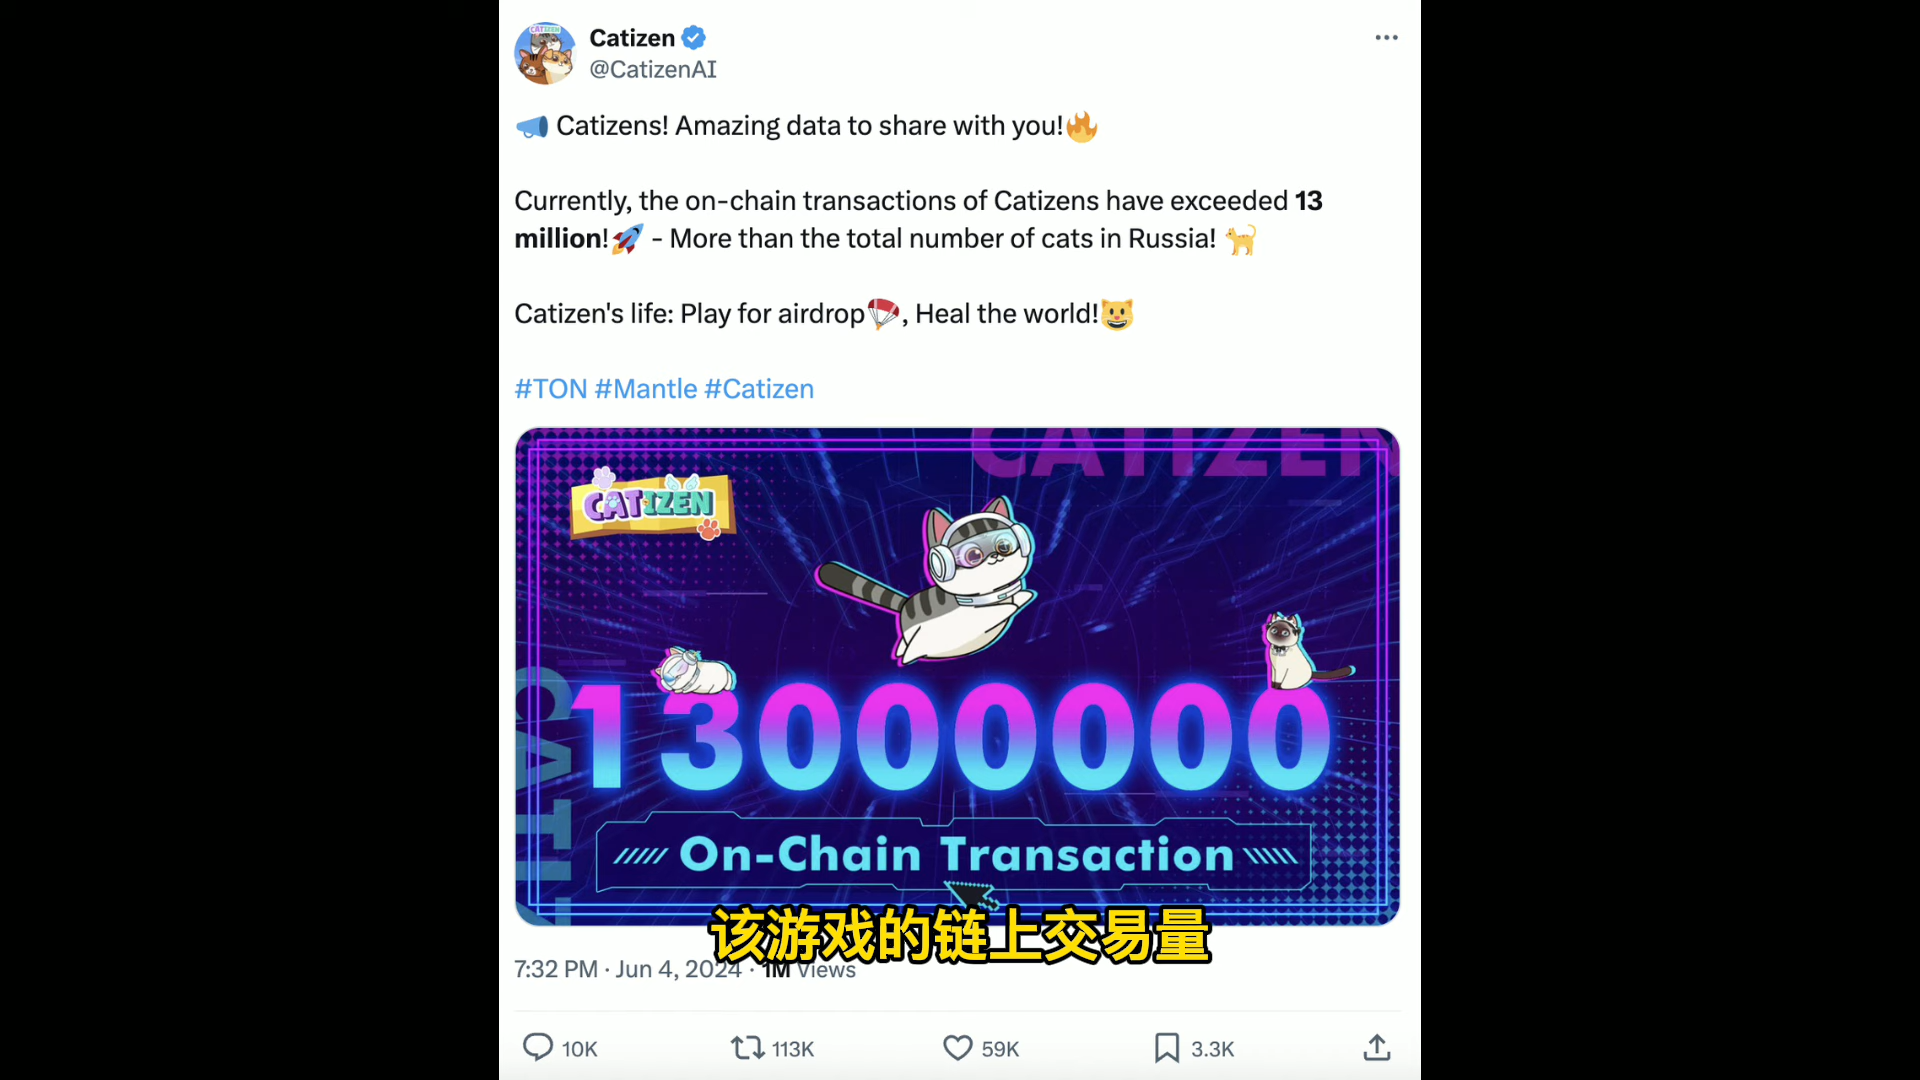 Catizen
@CatizenAI
Catizens! Amazing data to share with you!
Currently, the on-chain transactions of Catizens have exceeded 13
million! - More than the total number of cats in Russia!
Catizen's life: Play for airdrop, Heal the world!
#TON #Mantle #Catizen
CATIZEN
CATIZEN
CATI
13000000
On-Chain Transaction
该游戏的链上交易量
7:32 PM · Jun 4, 2024 · 1M Views
10K 113K 59K 3.3K